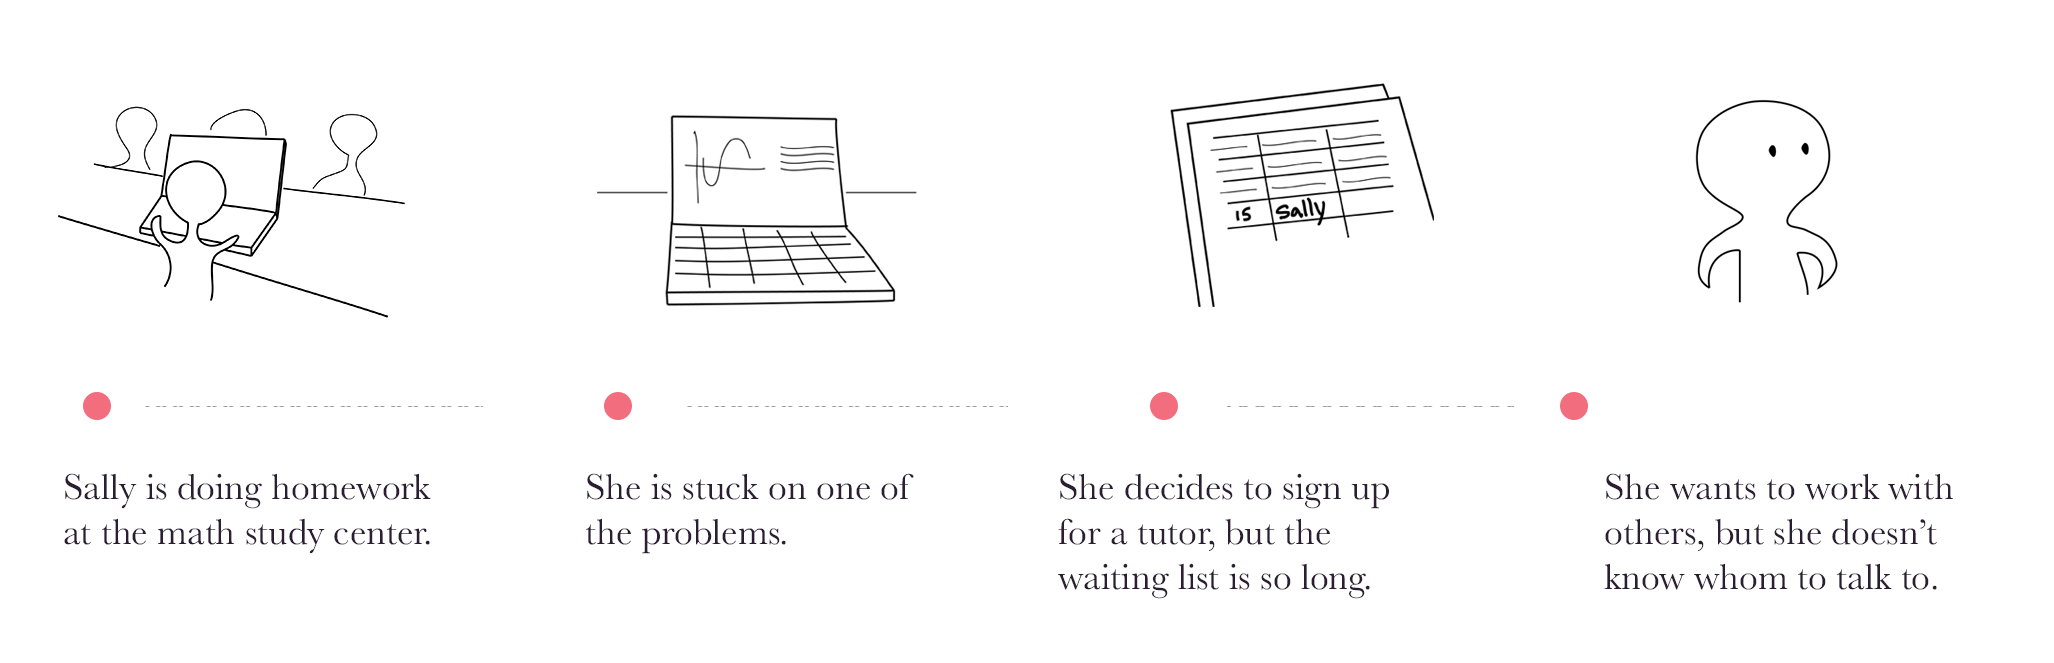 15 Sally
Sally is doing homework
at the math study center.
She is stuck on one of
the problems.
She decides to sign up
for a tutor, but the
waiting list is so long.
She wants to work with
others, but she doesn’t
know whom to talk to.